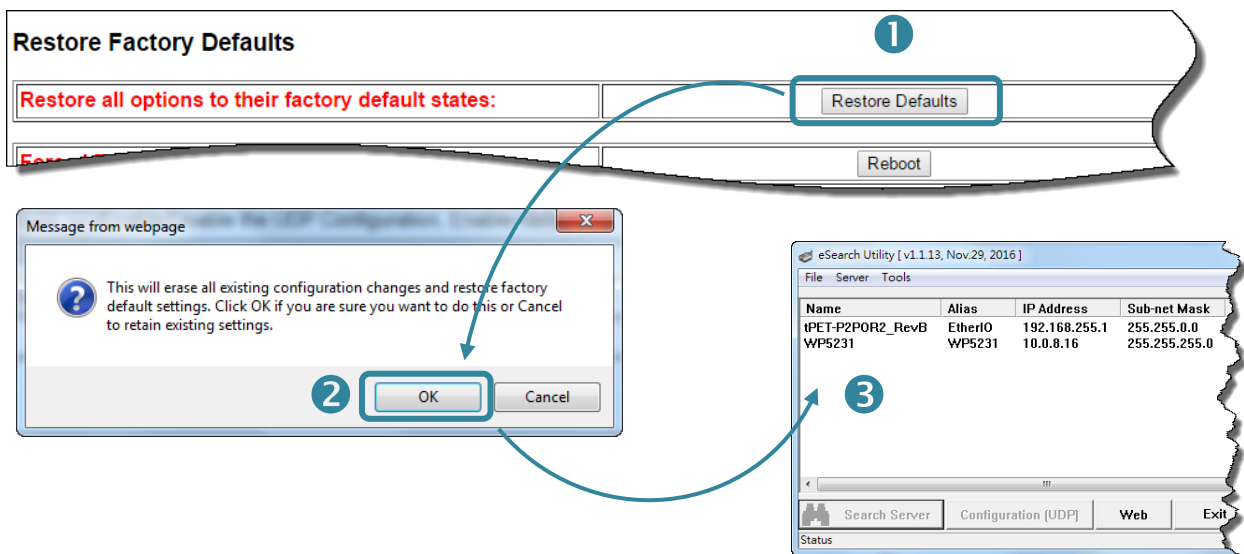 Restore Factory Defaults
1
Restore all options to their factory default states:
Restore Defaults
Reboot
Message from webpage
This will erase all existing configuration changes and restore factory
default settings. Click OK if you are sure you want to do this or Cancel
to retain existing settings.
2
OK
Cancel
eSearch Utility [ v1.1.13, Nov.29, 2016 ]
File Server Tools
Name Alias IP Address Sub-net Mask
tPET-P2POR2_RevB EtherIO 192.168.255.1 255.255.0.0
WP5231 WP5231 10.0.8.16 255.255.255.0
3
Search Server
Configuration (UDP)
Web
Exit
Status